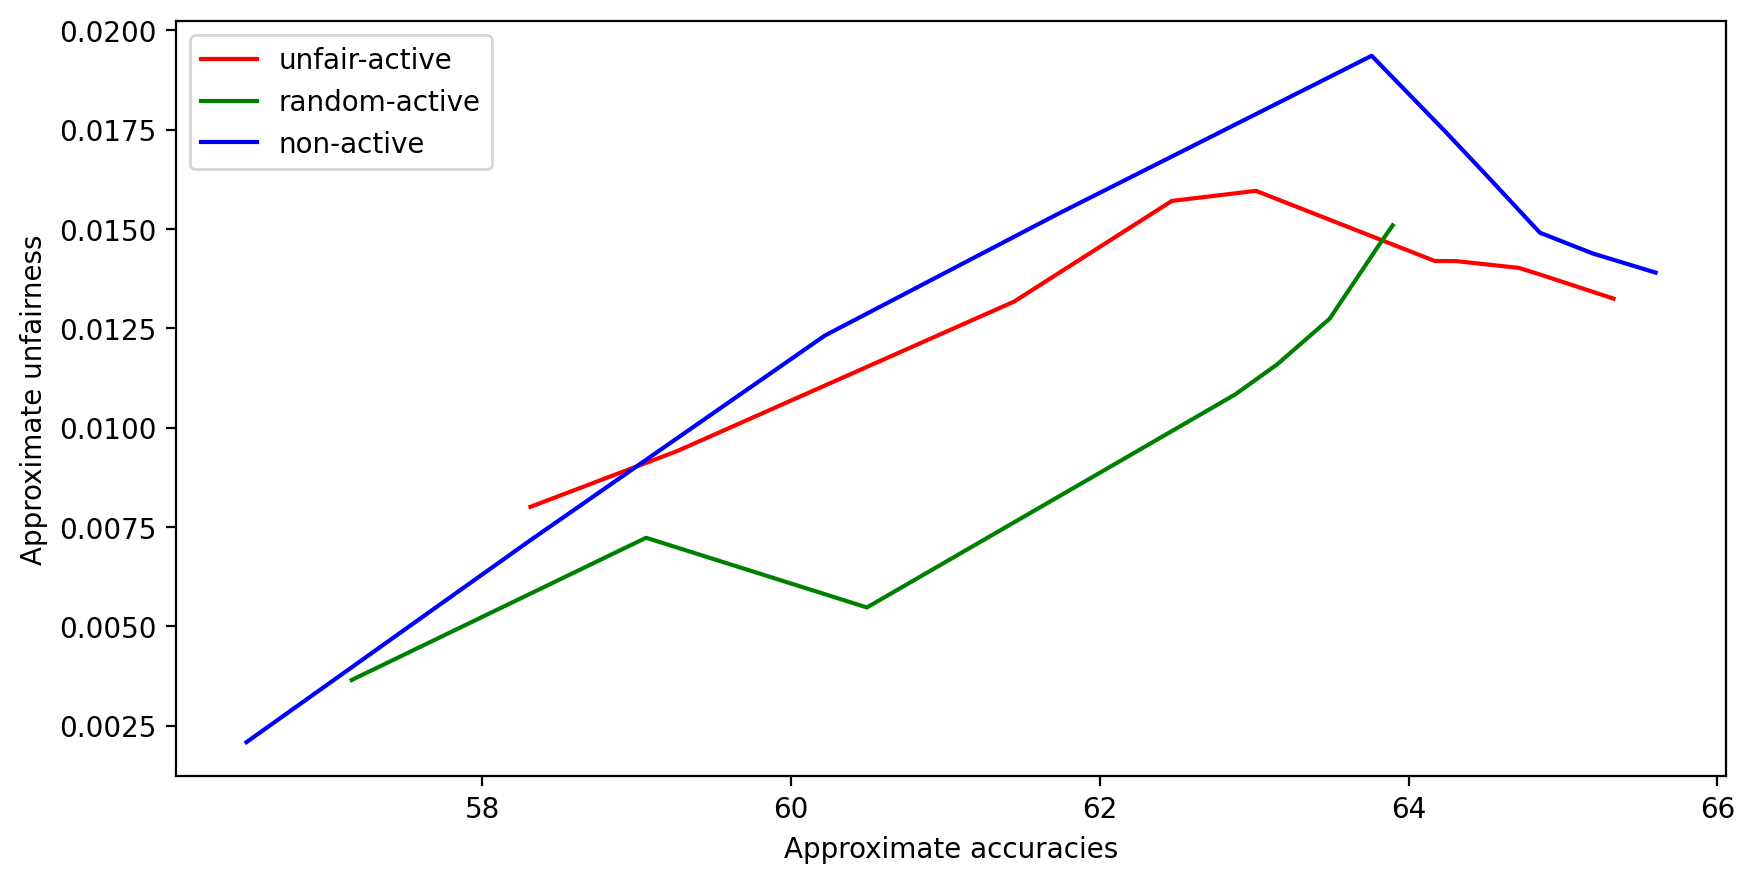 0.0200
0.0175
0.0150
0.0125
0.0100
0.0075
0.0050
0.0025
Approximate unfairness
unfair-active
random-active
non-active
58 60 62 64 66
Approximate accuracies